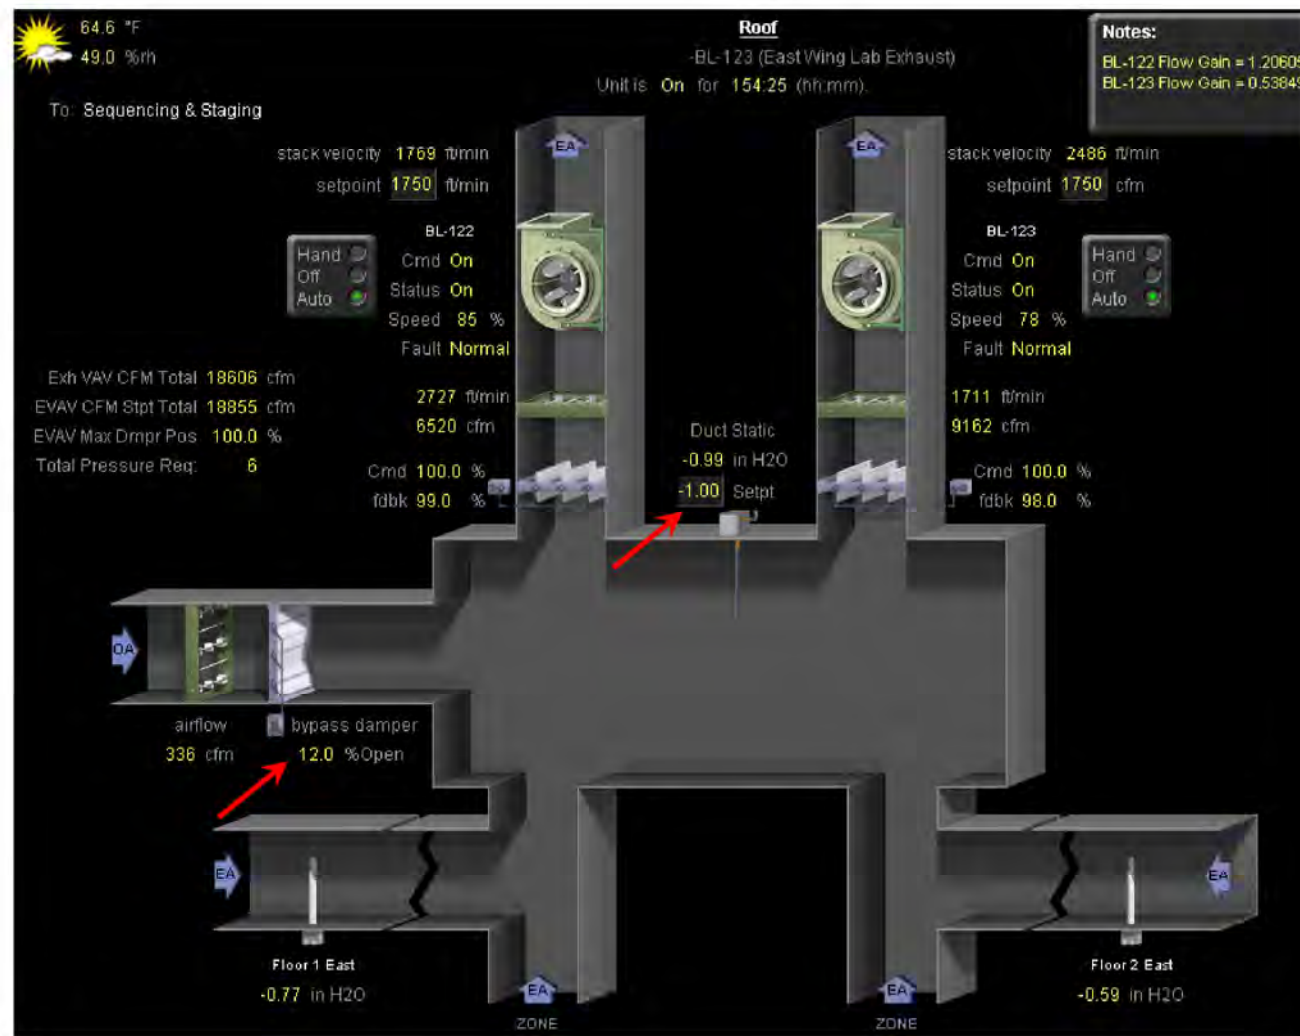 64.6 °F
49.0 %rh
Roof
-BL-123 (East Wing Lab Exhaust)
Unit is On for 154:25 (hh:mm).
Notes:
BL-122 Flow Gain = 1.20605
BL-123 Flow Gain = 0.53849
To: Sequencing & Staging
EA
EA
stack velocity 1769 ft/min
setpoint 1750 ft/min
stack velocity 2486 ft/min
setpoint 1750 cfm
BL-122
Hand
Off
Auto
Cmd On
Status On
Speed 85 %
Fault Normal
BL-123
Cmd On
Status On
Speed 78 %
Fault Normal
Hand
Off
Auto
Exh VAV CFM Total 18606 cfm
EVAV CFM Stpt Total 18855 cfm
EVAV Max Dmpr Pos 100.0 %
Total Pressure Req: 6
2727 ft/min
6520 cfm
Cmd 100.0 %
fdbk 99.0 %
Duct Static
-0.99 in H2O
-1.00 Setpt
1711 ft/min
9162 cfm
Cmd 100.0 %
fdbk 98.0 %
OA
airflow
336 cfm
bypass damper
12.0 %Open
EA
EA
Floor 1 East
-0.77 in H2O
Floor 2 East
-0.59 in H2O
EA
ZONE
EA
ZONE